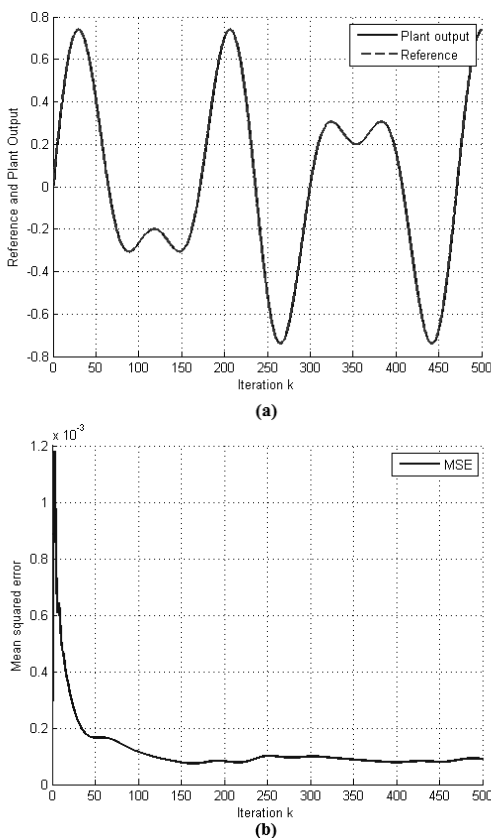 0.8
0.6
0.4
0.2
0
-0.2
-0.4
-0.6
-0.8
Reference and Plant Output
Plant output
Reference
0 50 100 150 200 250 300 350 400 450 500
Iteration k
(a)
x 10⁻³
1.2
1
0.8
0.6
0.4
0.2
0
Mean squared error
MSE
0 50 100 150 200 250 300 350 400 450 500
Iteration k
(b)